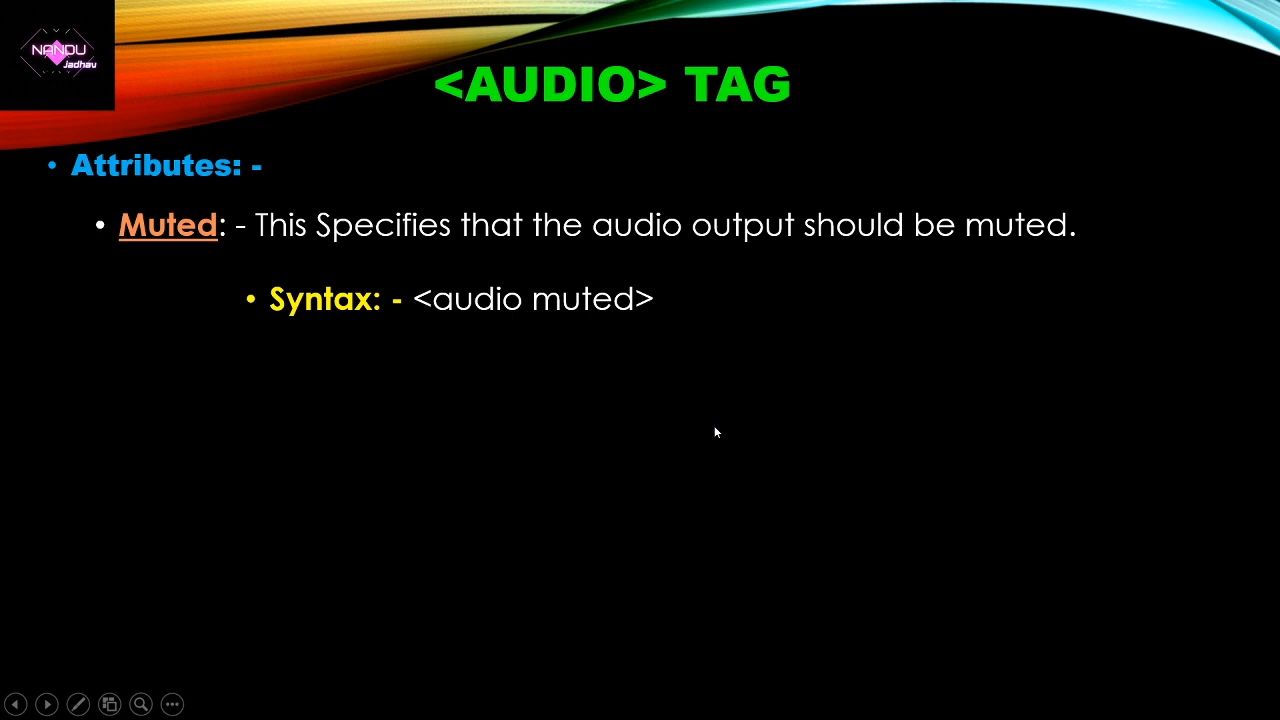 NANDU
Jadhav
<AUDIO> TAG
• Attributes: -
• Muted: - This Specifies that the audio output should be muted.
• Syntax: - <audio muted>